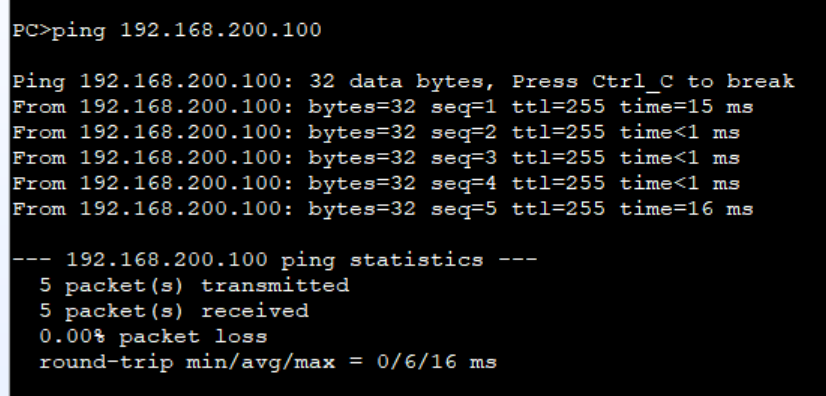 PC>ping 192.168.200.100
Ping 192.168.200.100: 32 data bytes, Press Ctrl_C to break
From 192.168.200.100: bytes=32 seq=1 ttl=255 time=15 ms
From 192.168.200.100: bytes=32 seq=2 ttl=255 time<1 ms
From 192.168.200.100: bytes=32 seq=3 ttl=255 time<1 ms
From 192.168.200.100: bytes=32 seq=4 ttl=255 time<1 ms
From 192.168.200.100: bytes=32 seq=5 ttl=255 time=16 ms
--- 192.168.200.100 ping statistics ---
5 packet(s) transmitted
5 packet(s) received
0.00% packet loss
round-trip min/avg/max = 0/6/16 ms